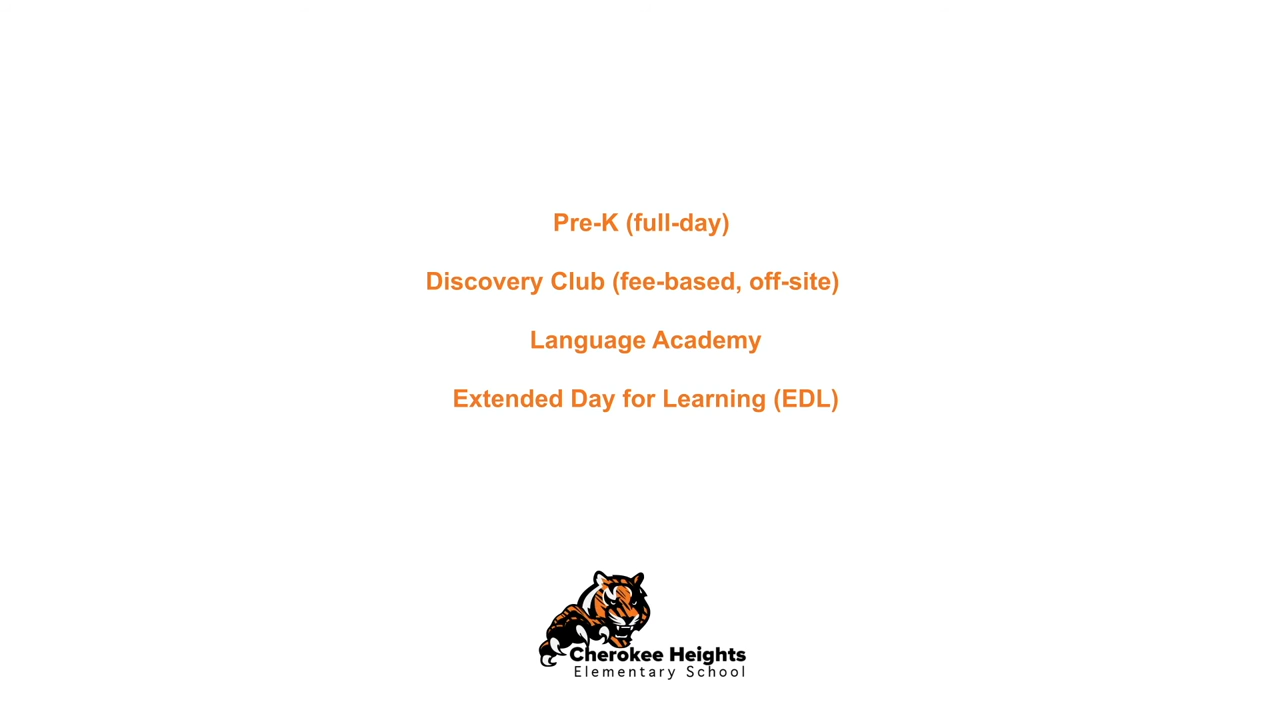 Pre-K (full-day)
Discovery Club (fee-based, off-site)
Language Academy
Extended Day for Learning (EDL)
Cherokee Heights
Elementary School